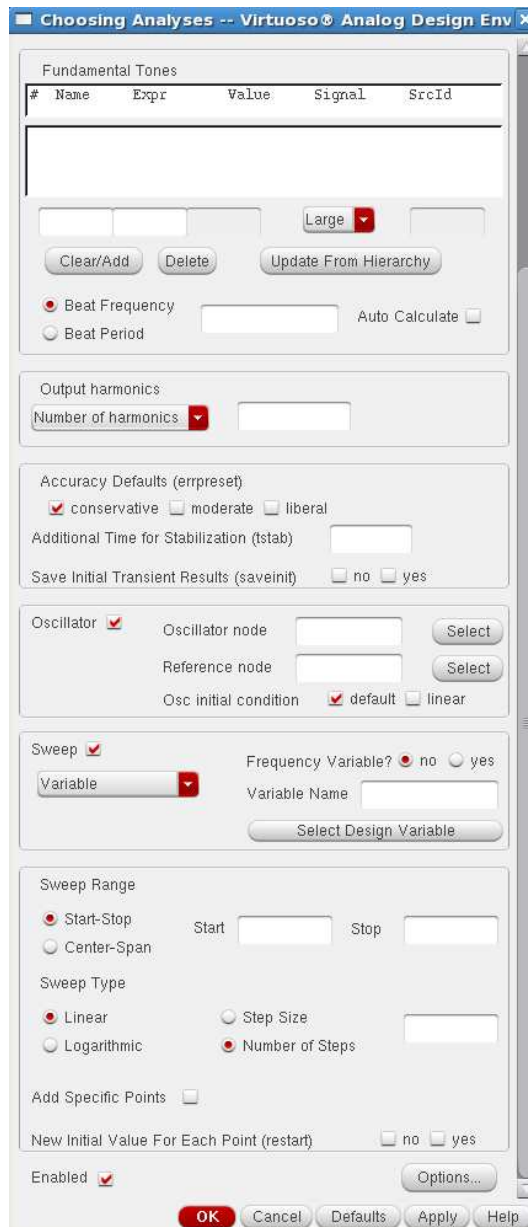 Choosing Analyses -- Virtuoso® Analog Design Env
Fundamental Tones
# Name Expr Value Signal SrcId
Large
Clear/Add Delete Update From Hierarchy
Beat Frequency
Beat Period
Auto Calculate
Output harmonics
Number of harmonics
Accuracy Defaults (errpreset)
conservative moderate liberal
Additional Time for Stabilization (tstab)
Save Initial Transient Results (saveinit) no yes
Oscillator Oscillator node Select
Reference node Select
Osc initial condition default linear
Sweep Frequency Variable? no yes
Variable Variable Name
Select Design Variable
Sweep Range
Start-Stop Start Stop
Center-Span
Sweep Type
Linear Step Size
Logarithmic Number of Steps
Add Specific Points
New Initial Value For Each Point (restart) no yes
Enabled Options...
OK Cancel Defaults Apply Help